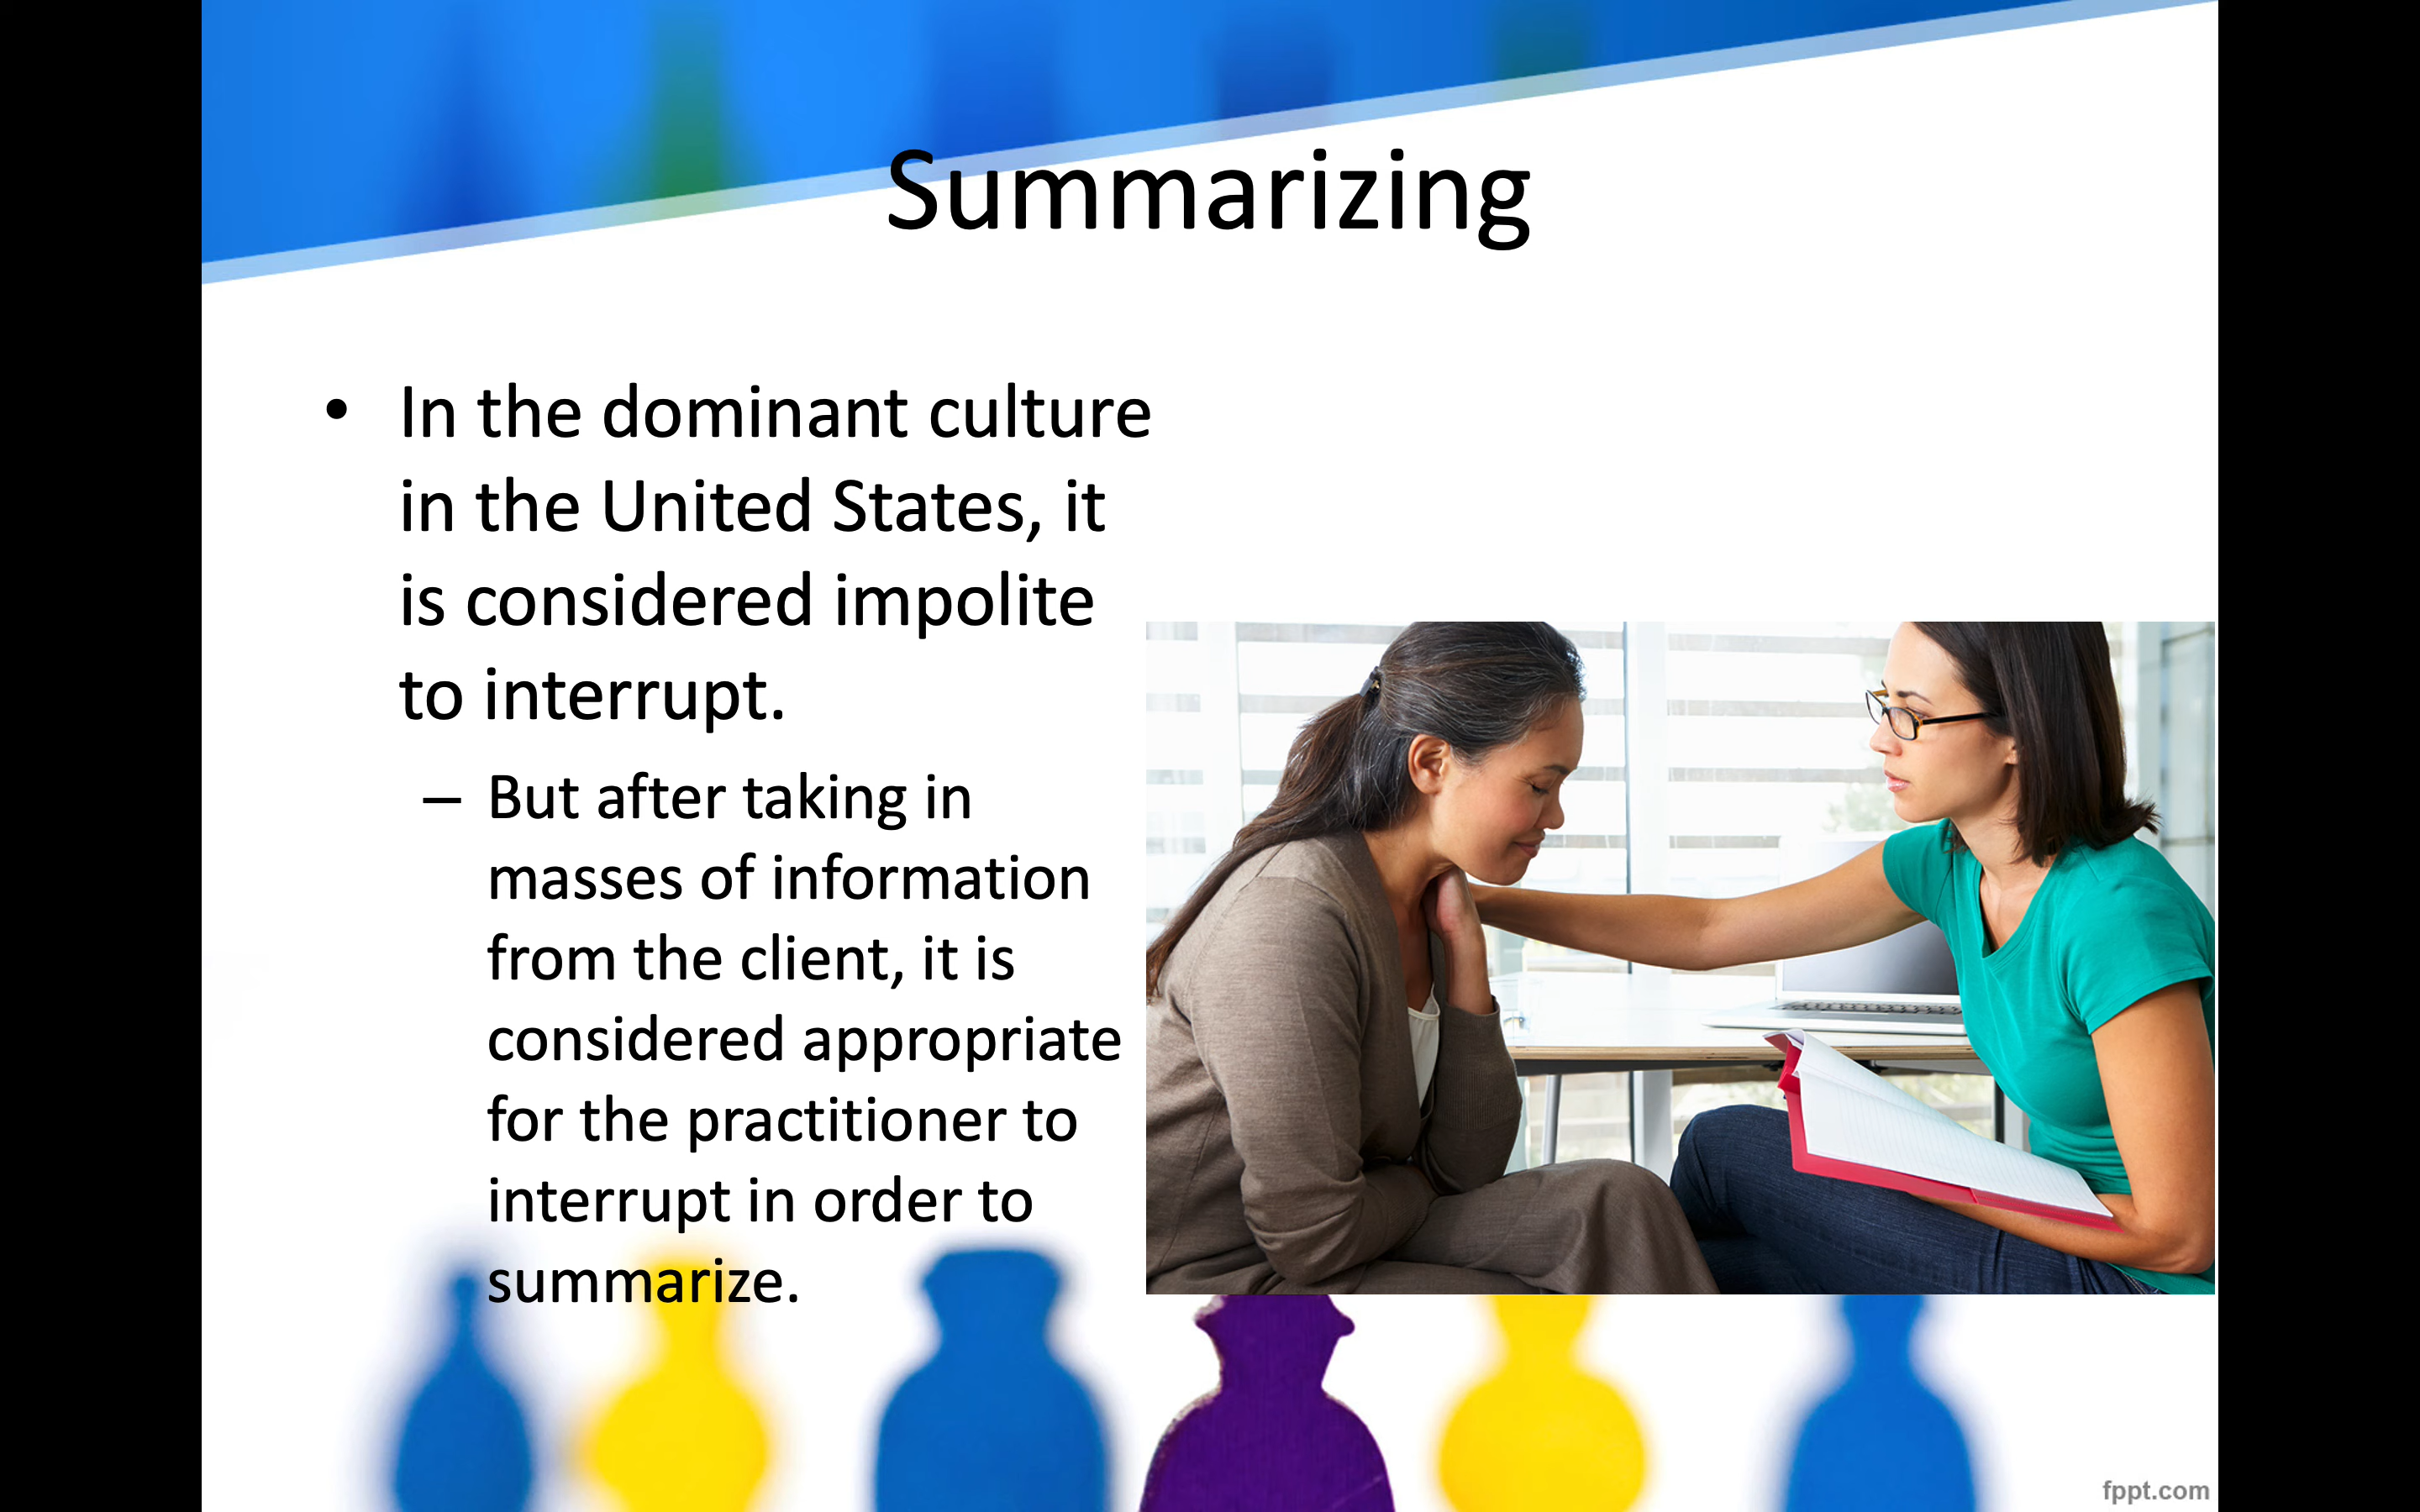 Summarizing
• In the dominant culture
in the United States, it
is considered impolite
to interrupt.
– But after taking in
masses of information
from the client, it is
considered appropriate
for the practitioner to
interrupt in order to
summarize.
fppt.com